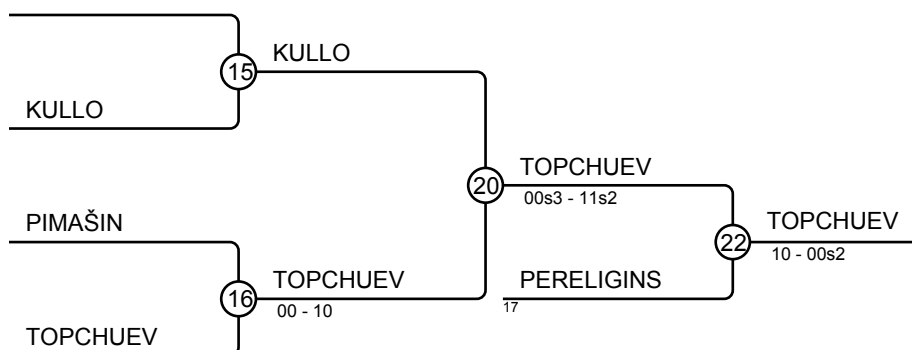 KULLO
15
KULLO
TOPCHUEV
20
00s3 - 11s2
PIMAŠIN
TOPCHUEV
22
10 - 00s2
TOPCHUEV
16
00 - 10
PERELIGINS
17
TOPCHUEV